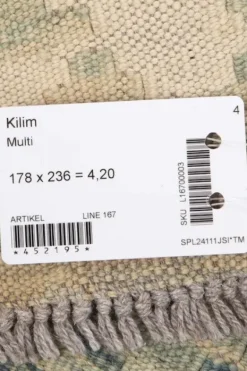 Kilim
4
Multi
178 x 236 = 4,20
ARTIKEL
LINE 167
*452195*
SKU L16700003
SPL24111JSI*TM